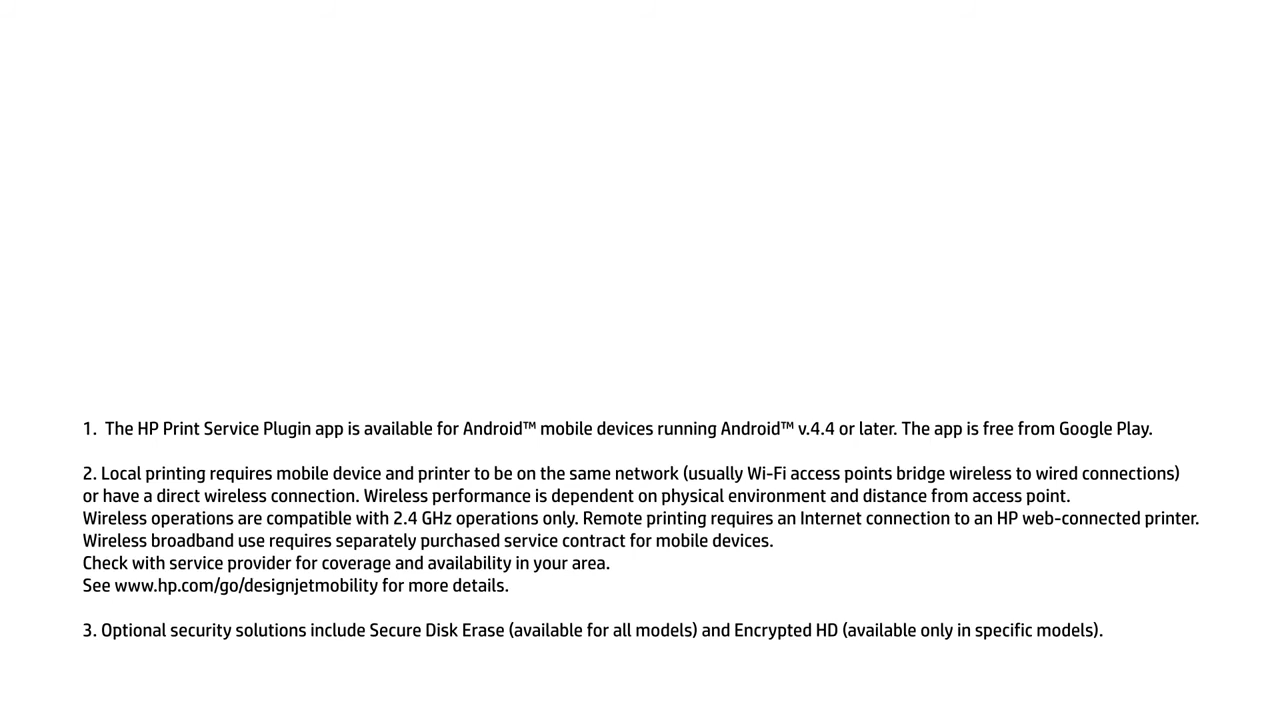 1.  The HP Print Service Plugin app is available for Android™ mobile devices running Android™ v.4.4 or later. The app is free from Google Play.
2. Local printing requires mobile device and printer to be on the same network (usually Wi-Fi access points bridge wireless to wired connections)
or have a direct wireless connection. Wireless performance is dependent on physical environment and distance from access point.
Wireless operations are compatible with 2.4 GHz operations only. Remote printing requires an Internet connection to an HP web-connected printer.
Wireless broadband use requires separately purchased service contract for mobile devices.
Check with service provider for coverage and availability in your area.
See www.hp.com/go/designjetmobility for more details.
3. Optional security solutions include Secure Disk Erase (available for all models) and Encrypted HD (available only in specific models).